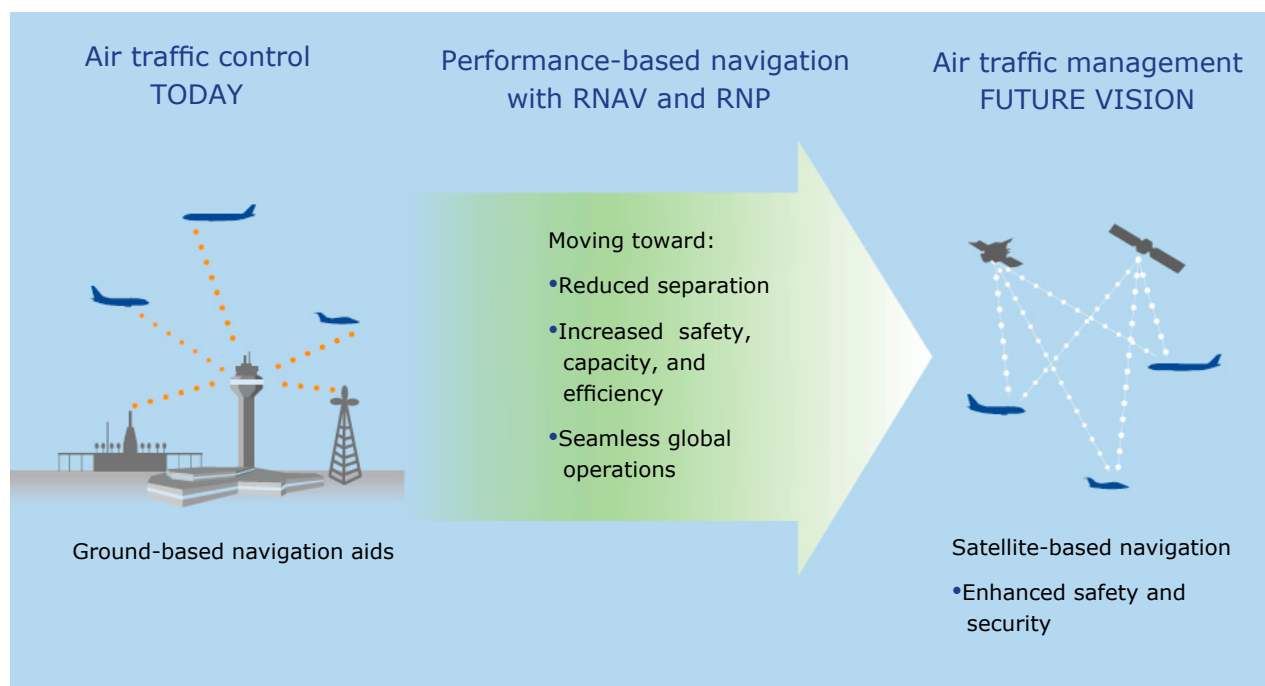 Air traffic control
TODAY
Performance-based navigation
with RNAV and RNP
Air traffic management
FUTURE VISION
Moving toward:
•Reduced separation
•Increased safety,
capacity, and
efficiency
•Seamless global
operations
Ground-based navigation aids
Satellite-based navigation
•Enhanced safety and
security